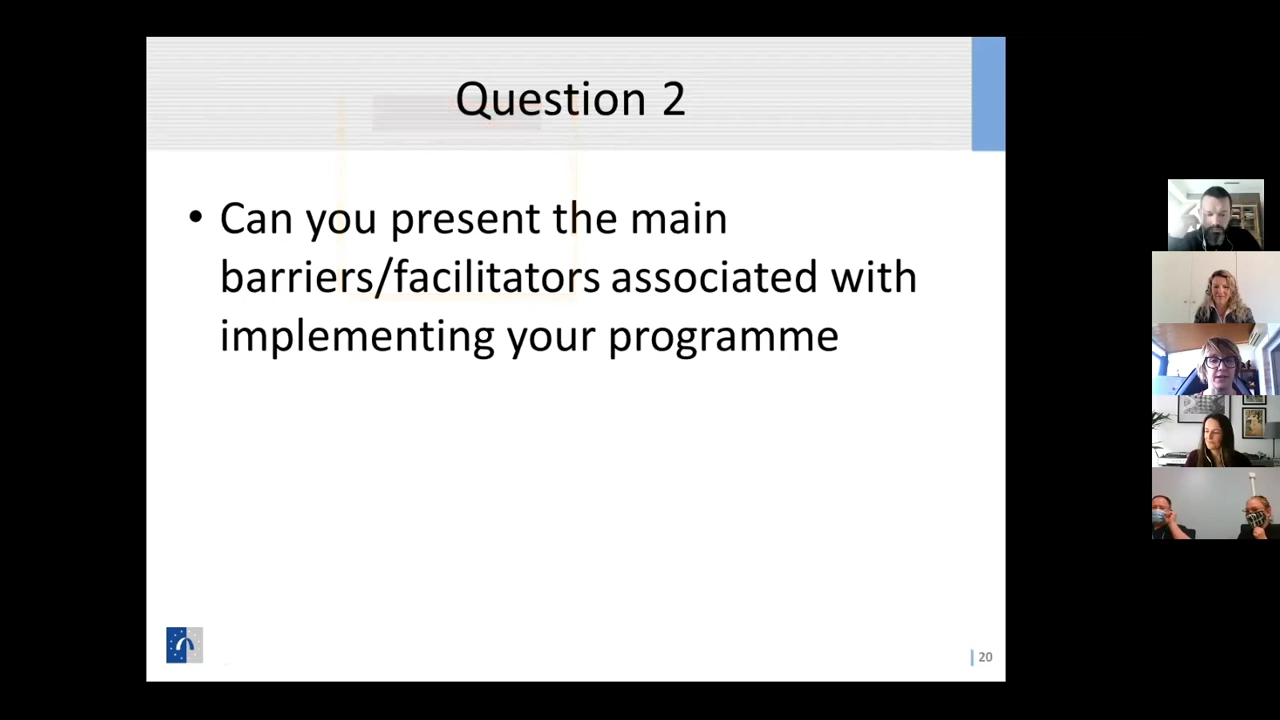 Question 2
• Can you present the main
barriers/facilitators associated with
implementing your programme
20